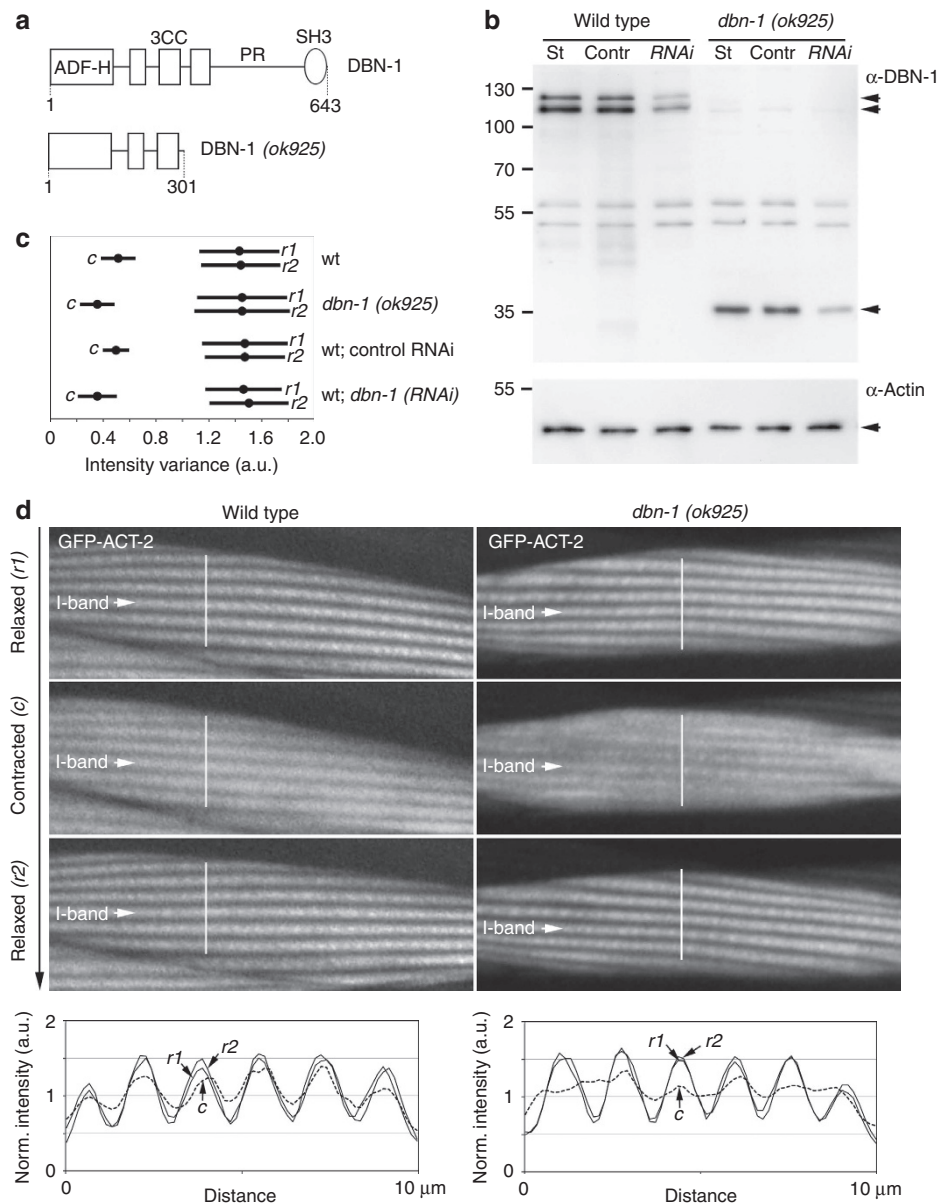 a
3CC
SH3
PR
ADF-H
DBN-1
1
643
DBN-1 (ok925)
1
301
b
Wild type
dbn-1 (ok925)
St Contr RNAi
St Contr RNAi
α-DBN-1
130
100
70
55
35
55
α-Actin
c
c r1 r2 wt
c r1 r2 dbn-1 (ok925)
c r1 r2 wt; control RNAi
c r1 r2 wt; dbn-1 (RNAi)
0 0.4 0.8 1.2 1.6 2.0
Intensity variance (a.u.)
d
Wild type
dbn-1 (ok925)
Relaxed (r1)
GFP-ACT-2
I-band
GFP-ACT-2
I-band
Contracted (c)
I-band
I-band
Relaxed (r2)
I-band
I-band
Norm. intensity (a.u.)
2
1
0
r1 r2
c
0
Distance
10 μm
Norm. intensity (a.u.)
2
1
0
r1 r2
c
0
Distance
10 μm